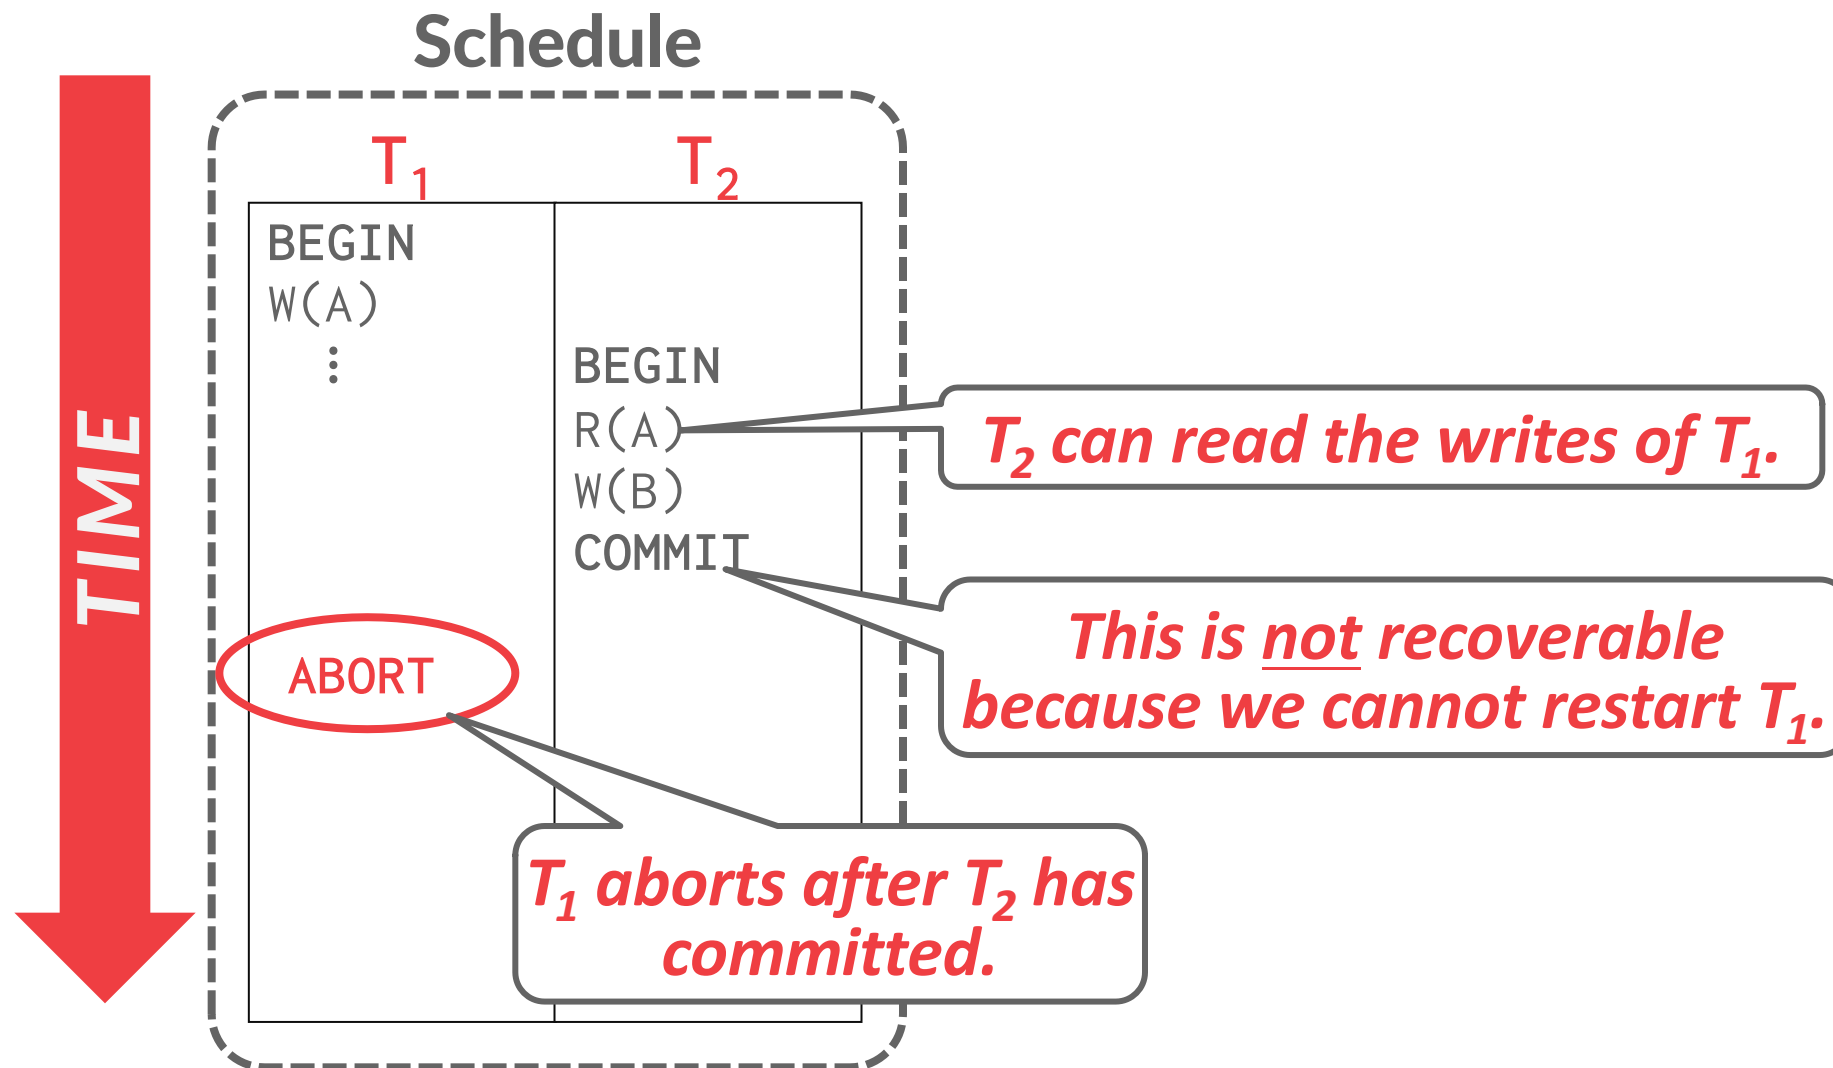 Schedule
TIME
T1
T2
BEGIN
W(A)
⋮
BEGIN
R(A)
W(B)
COMMIT
ABORT
T2 can read the writes of T1.
This is not recoverable
because we cannot restart T1.
T1 aborts after T2 has
committed.